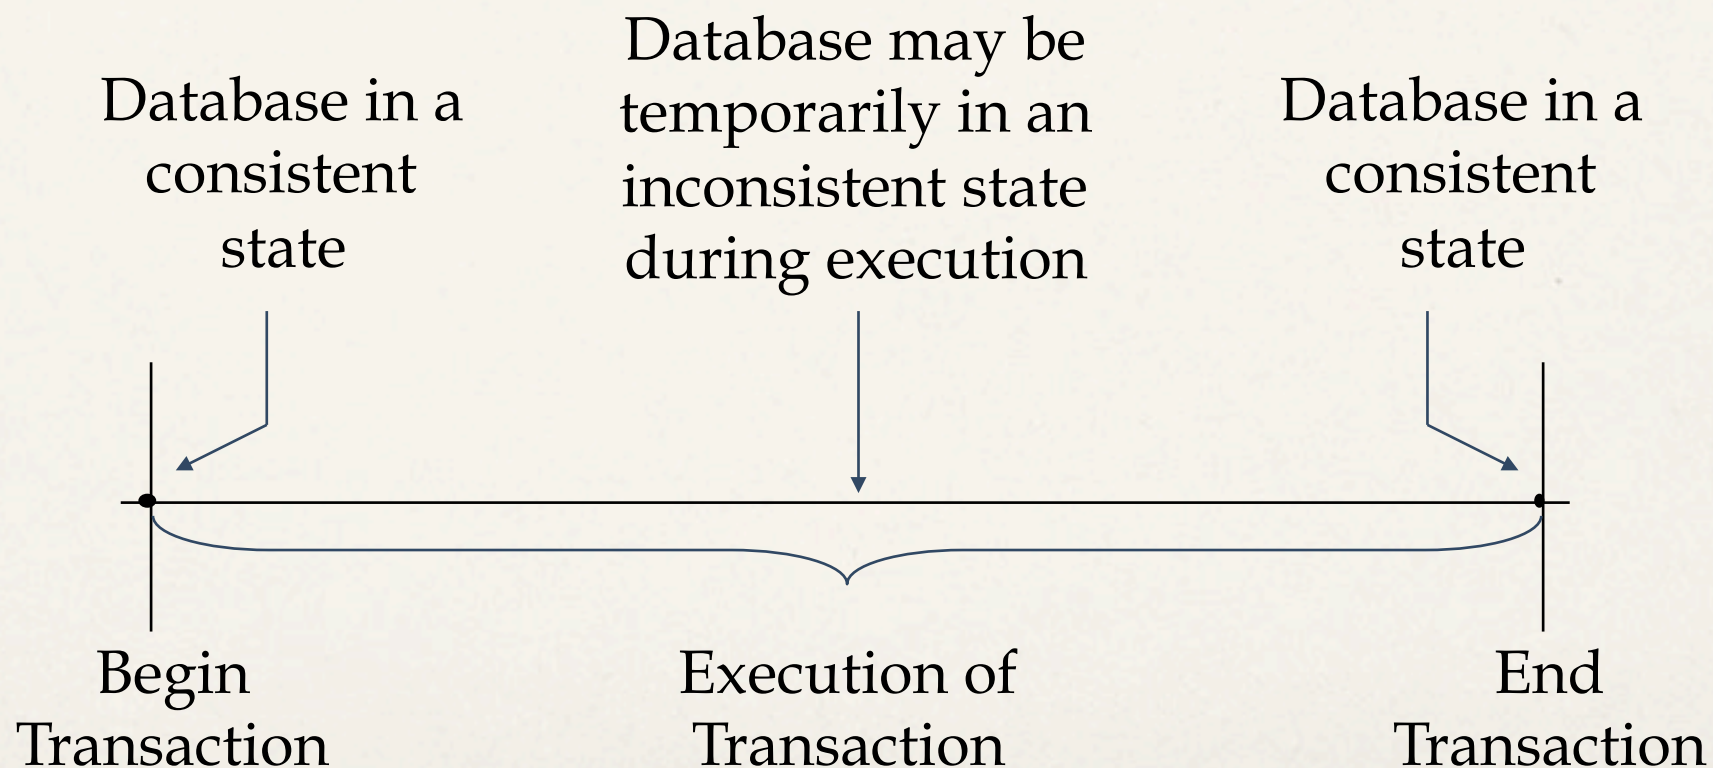 Database in a
consistent
state
Database may be
temporarily in an
inconsistent state
during execution
Database in a
consistent
state
Begin
Transaction
Execution of
Transaction
End
Transaction